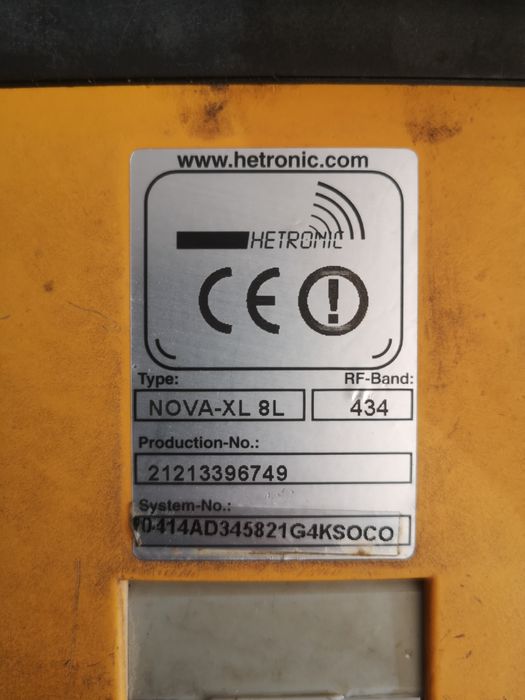 www.hetronic.com
HETRONIC
CE
Type: RF-Band:
NOVA-XL 8L 434
Production-No.:
21213396749
System-No.:
0414AD345821G4KSOCO